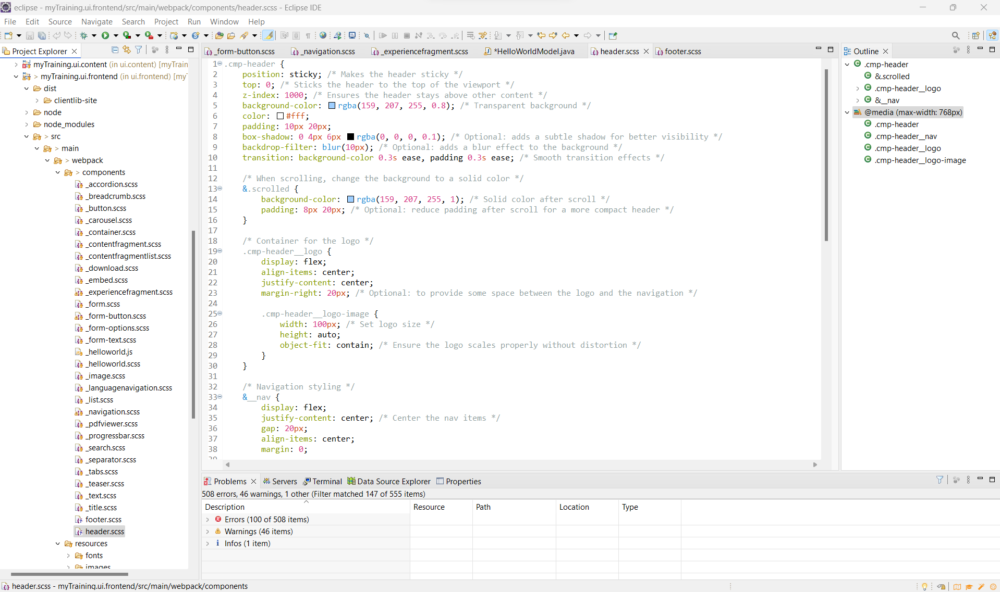 eclipse - myTraining.ui.frontend/src/main/webpack/components/header.scss - Eclipse IDE
File Edit Source Navigate Search Project Run Window Help
Project Explorer
myTraining.ui.content (in ui.content) [myTrain
> myTraining.ui.frontend (in ui.frontend) [my
dist
clientlib-site
node
node_modules
> src
> main
> webpack
> components
_accordion.scss
_breadcrumb.scss
_button.scss
_carousel.scss
_container.scss
_contentfragment.scss
_contentfragmentlist.scss
_download.scss
_embed.scss
_experiencefragment.scss
_form.scss
_form-button.scss
_form-options.scss
_form-text.scss
_helloworld.js
_helloworld.scss
_image.scss
_languagenavigation.scss
_list.scss
_navigation.scss
_pdfviewer.scss
_progressbar.scss
_search.scss
_separator.scss
_tabs.scss
_teaser.scss
_text.scss
_title.scss
footer.scss
header.scss
resources
fonts
images
_form-button.scss _navigation.scss _experiencefragment.scss *HelloWorldModel.java header.scss footer.scss
1 .cmp-header {
2 position: sticky; /* Makes the header sticky */
3 top: 0; /* Sticks the header to the top of the viewport */
4 z-index: 1000; /* Ensures the header stays above other content */
5 background-color: rgba(159, 207, 255, 0.8); /* Transparent background */
6 color: #fff;
7 padding: 10px 20px;
8 box-shadow: 0 4px 6px rgba(0, 0, 0, 0.1); /* Optional: adds a subtle shadow for better visibility */
9 backdrop-filter: blur(10px); /* Optional: adds a blur effect to the background */
10 transition: background-color 0.3s ease, padding 0.3s ease; /* Smooth transition effects */
11
12 /* When scrolling, change the background to a solid color */
13 &.scrolled {
14 background-color: rgba(159, 207, 255, 1); /* Solid color after scroll */
15 padding: 8px 20px; /* Optional: reduce padding after scroll for a more compact header */
16 }
17
18 /* Container for the logo */
19 .cmp-header__logo {
20 display: flex;
21 align-items: center;
22 justify-content: center;
23 margin-right: 20px; /* Optional: to provide some space between the logo and the navigation */
24
25 .cmp-header__logo-image {
26 width: 100px; /* Set logo size */
27 height: auto;
28 object-fit: contain; /* Ensure the logo scales properly without distortion */
29 }
30 }
31
32 /* Navigation styling */
33 &__nav {
34 display: flex;
35 justify-content: center; /* Center the nav items */
36 gap: 20px;
37 align-items: center;
38 margin: 0;
39
Outline
.cmp-header
&.scrolled
.cmp-header__logo
&__nav
@media (max-width: 768px)
.cmp-header
.cmp-header__nav
.cmp-header__logo
.cmp-header__logo-image
Problems Servers Terminal Data Source Explorer Properties
508 errors, 46 warnings, 1 other (Filter matched 147 of 555 items)
Description Resource Path Location Type
Errors (100 of 508 items)
Warnings (46 items)
Infos (1 item)
header.scss - myTraining.ui.frontend/src/main/webpack/components